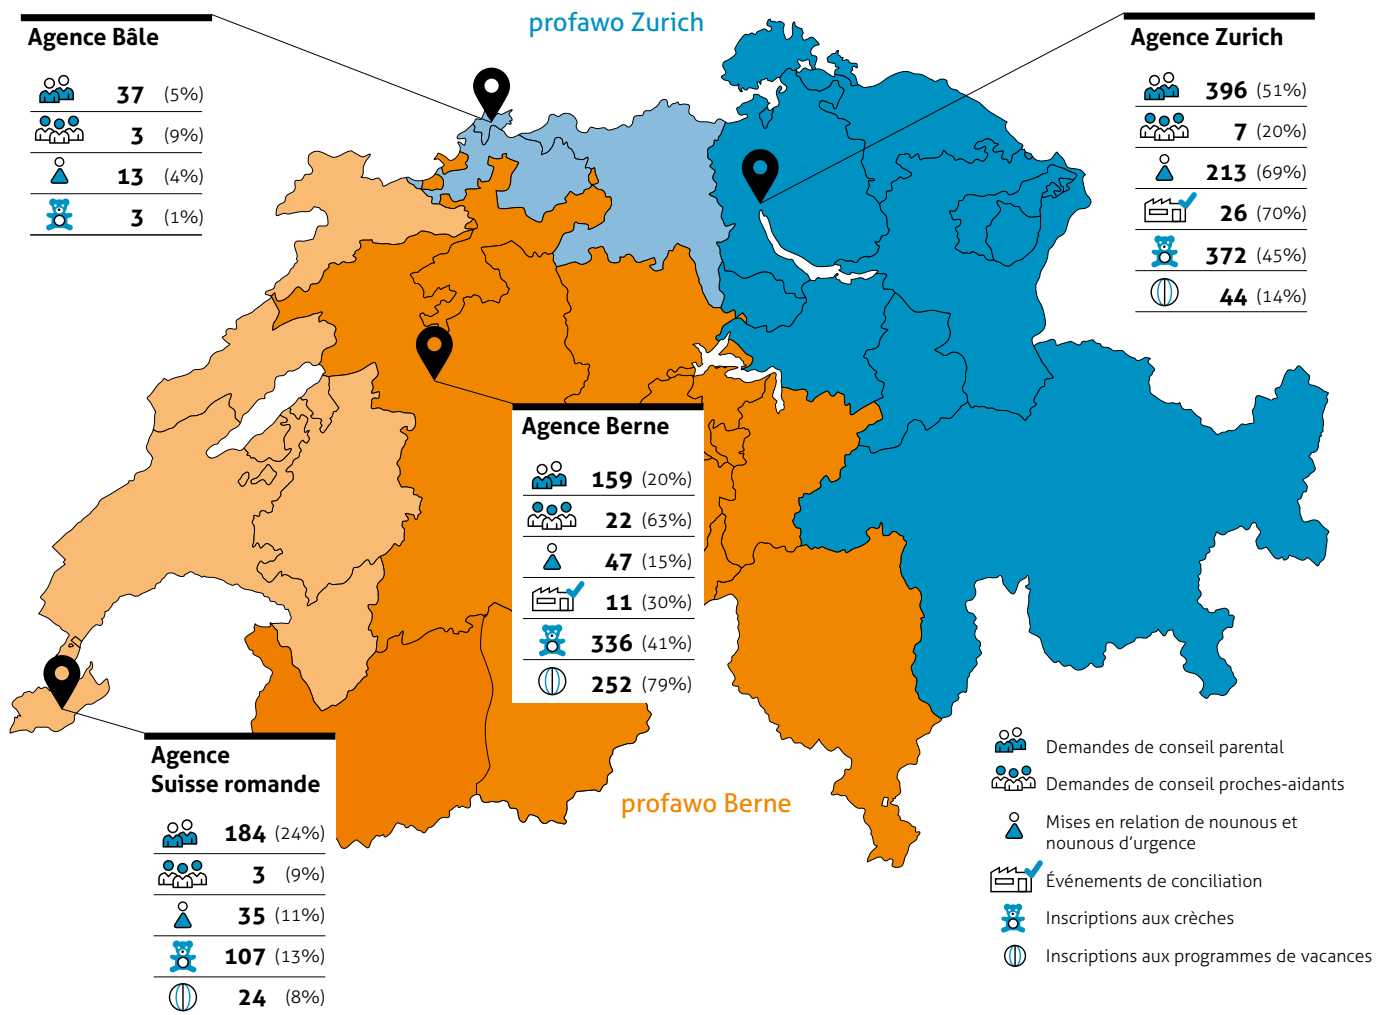 profawo Zurich
Agence Bâle
37 (5%)
3 (9%)
13 (4%)
3 (1%)
Agence Zurich
396 (51%)
7 (20%)
213 (69%)
26 (70%)
372 (45%)
44 (14%)
Agence Berne
159 (20%)
22 (63%)
47 (15%)
11 (30%)
336 (41%)
252 (79%)
Agence
Suisse romande
184 (24%)
3 (9%)
35 (11%)
107 (13%)
24 (8%)
profawo Berne
Demandes de conseil parental
Demandes de conseil proches-aidants
Mises en relation de nounous et
nounous d'urgence
Événements de conciliation
Inscriptions aux crèches
Inscriptions aux programmes de vacances